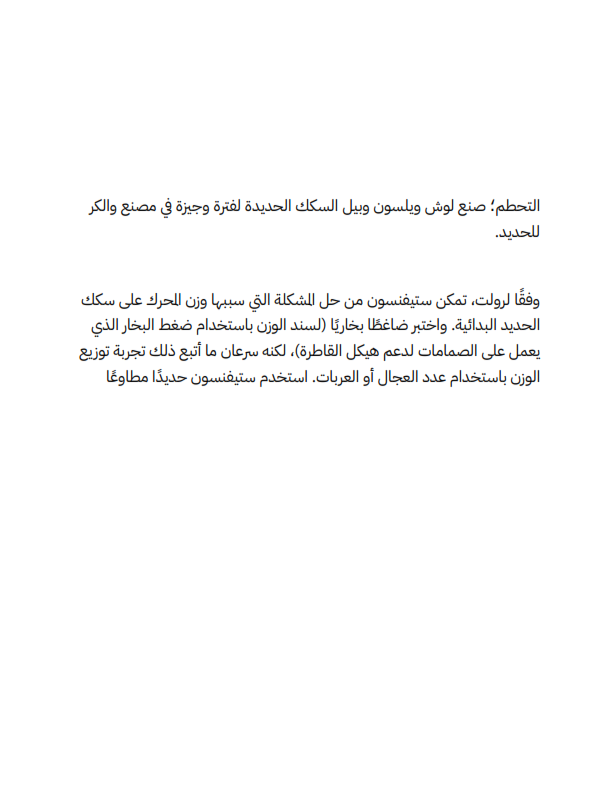 التحطم؛ صنع لوش ويلسون وبيل السكك الحديدة لفترة وجيزة في مصنع والكر
للحديد.
وفقًا لرولت، تمكن ستيفنسون من حل المشكلة التي سببها وزن المحرك على سكك
الحديد البدائية. واختبر ضاغطًا بخاريًا (لسند الوزن باستخدام ضغط البخار الذي
يعمل على الصمامات لدعم هيكل القاطرة)، لكنه سرعان ما أتبع ذلك تجربة توزيع
الوزن باستخدام عدد العجال أو العربات. استخدم ستيفنسون حديدًا مطاوعًا